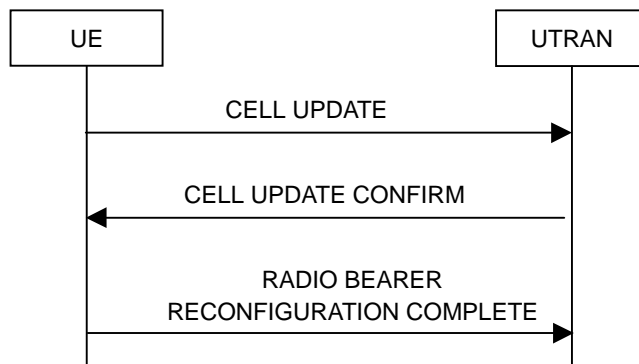 UE
UTRAN
CELL UPDATE
CELL UPDATE CONFIRM
RADIO BEARER
RECONFIGURATION COMPLETE